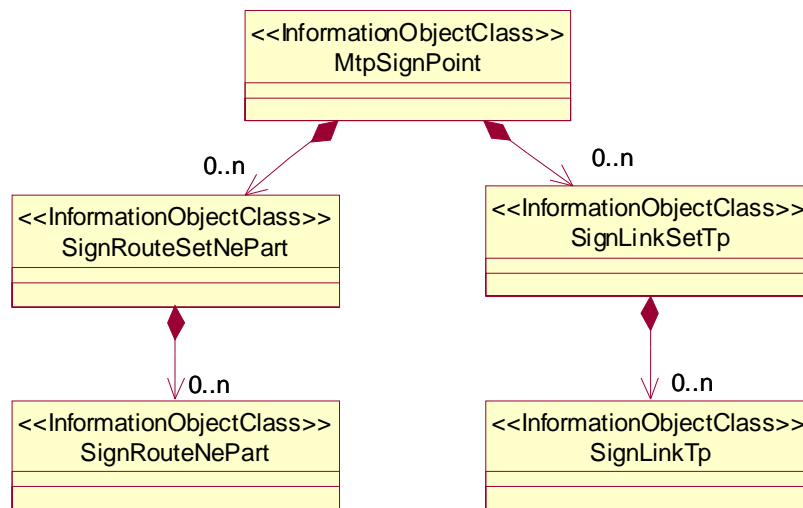 <<InformationObjectClass>>
MtpSignPoint
0..n
0..n
<<InformationObjectClass>>
SignRouteSetNePart
<<InformationObjectClass>>
SignLinkSetTp
0..n
0..n
<<InformationObjectClass>>
SignRouteNePart
<<InformationObjectClass>>
SignLinkTp